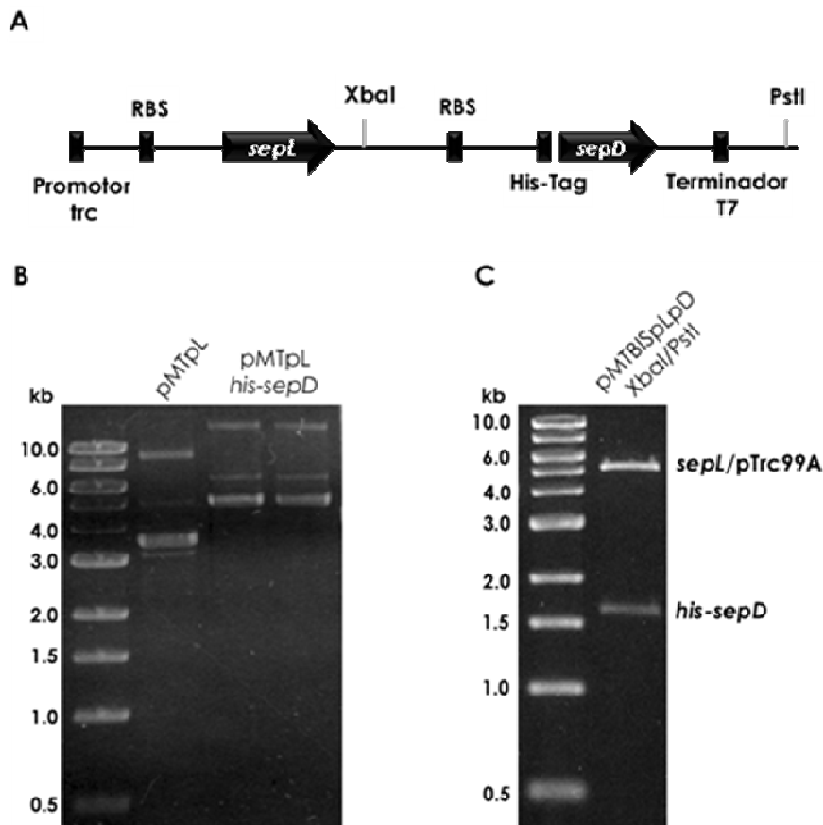 A
RBS
sepL
XbaI
RBS
sepD
PstI
Promotor
trc
His-Tag
Terminador
T7
B
kb
pMTpL
pMTpL
his-sepD
10.0
6.0
4.0
3.0
2.0
1.5
1.0
0.5
C
kb
pMTBISpLpD
XbaI/PstI
10.0
6.0
4.0
3.0
2.0
1.5
1.0
0.5
sepL/pTrc99A
his-sepD